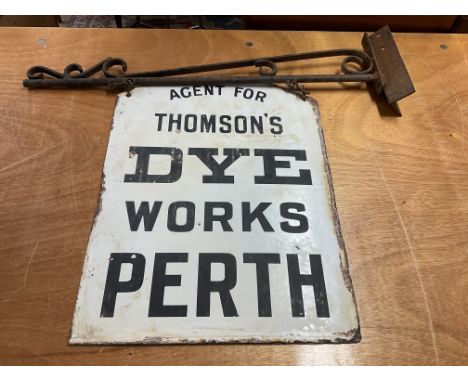 AGENT FOR
THOMSON'S
DYE
WORKS
PERTH